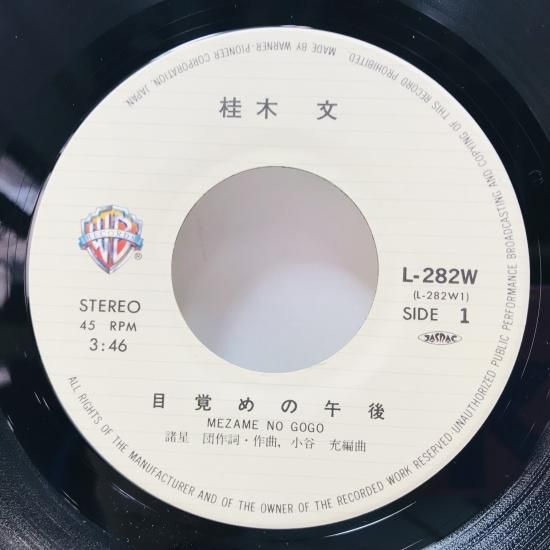 MADE BY WARNER-PIONEER CORPORATION, JAPAN
桂木 文
RECORDS
®
STEREO
45 RPM
3:46
L-282W
(L-282W1)
SIDE 1
JASRAC
目覚めの午後
MEZAME NO GOGO
諸星 団作詞・作曲, 小谷 充編曲
ALL RIGHTS OF THE MANUFACTURER AND OF THE OWNER OF THE RECORDED WORK RESERVED UNAUTHORIZED PUBLIC PERFORMANCE BROADCASTING AND COPYING OF THIS RECORD PROHIBITED